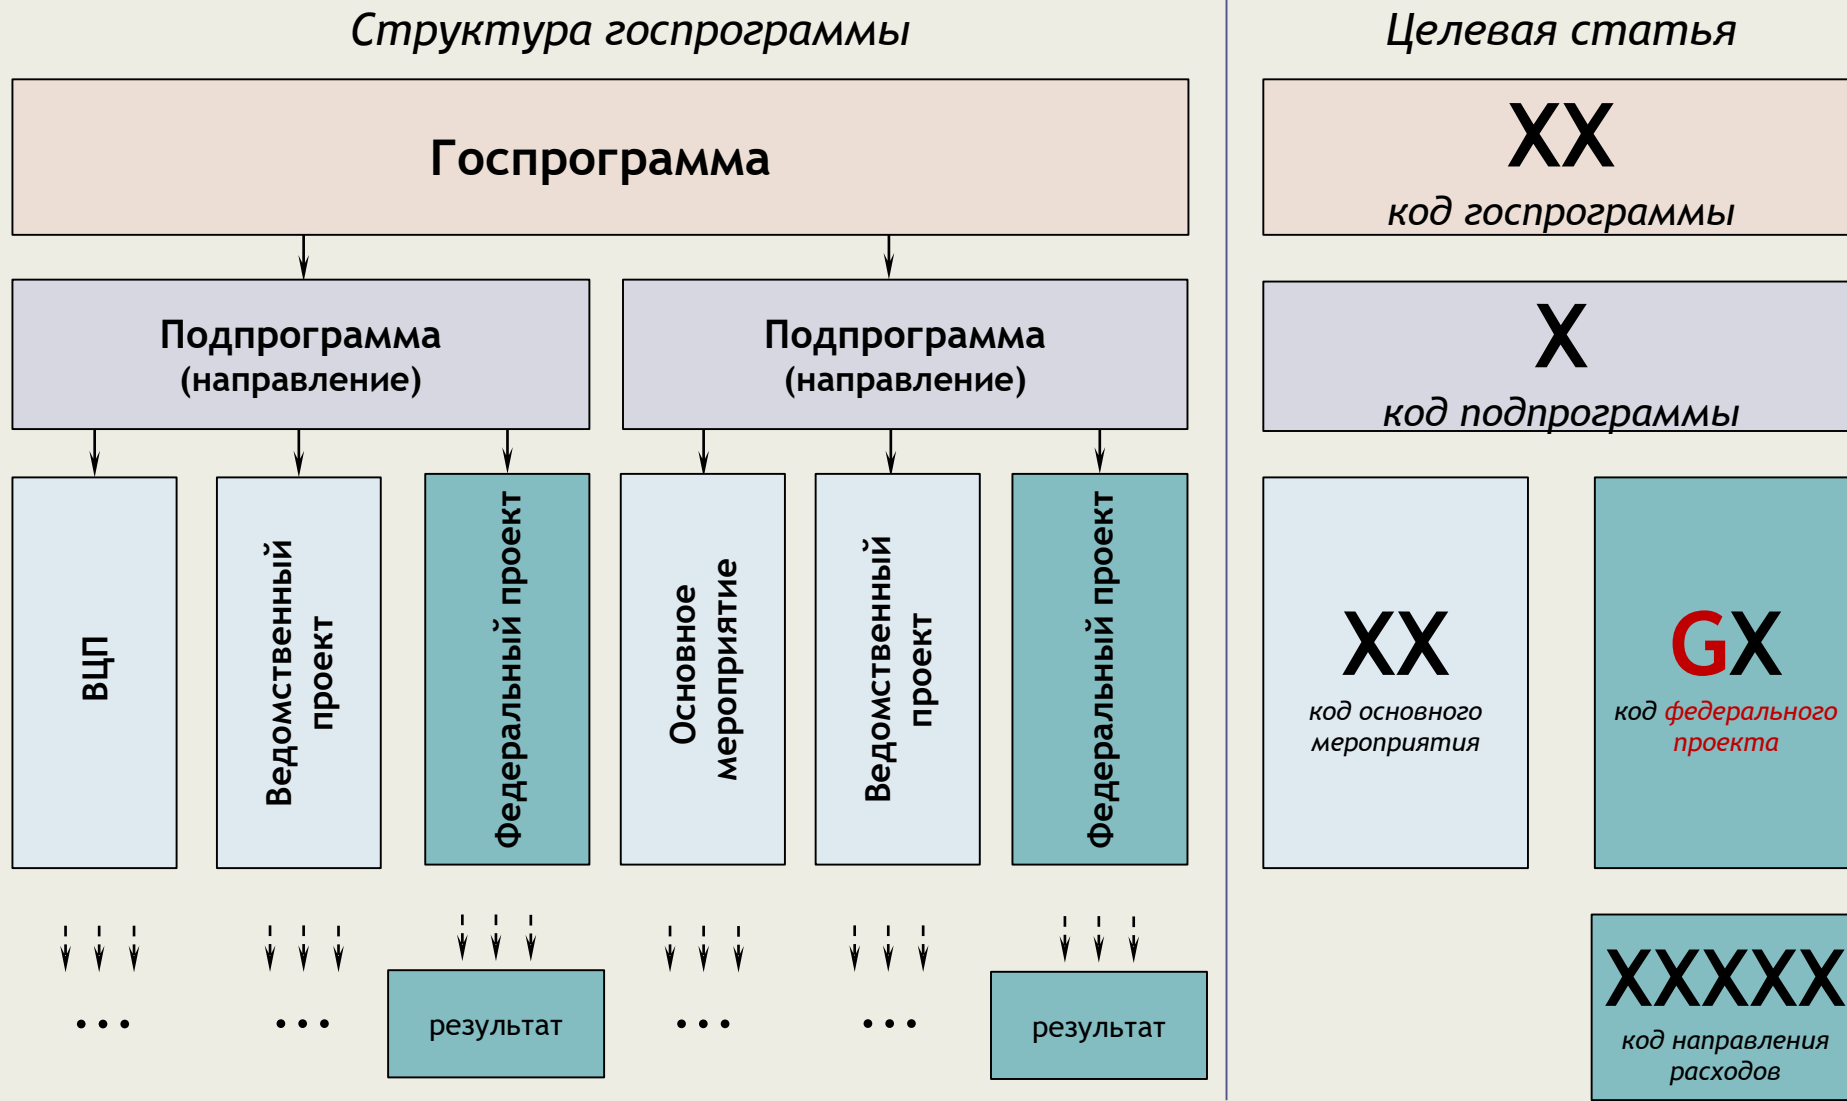 Структура госпрограммы
Целевая статья
Госпрограмма
XX
код госпрограммы
Подпрограмма
(направление)
Подпрограмма
(направление)
X
код подпрограммы
ВЦП
Ведомственный
проект
Федеральный проект
Основное
мероприятие
Ведомственный
проект
Федеральный проект
XX
код основного
мероприятия
GX
код федерального
проекта
...
...
результат
...
...
результат
XXXXX
код направления
расходов